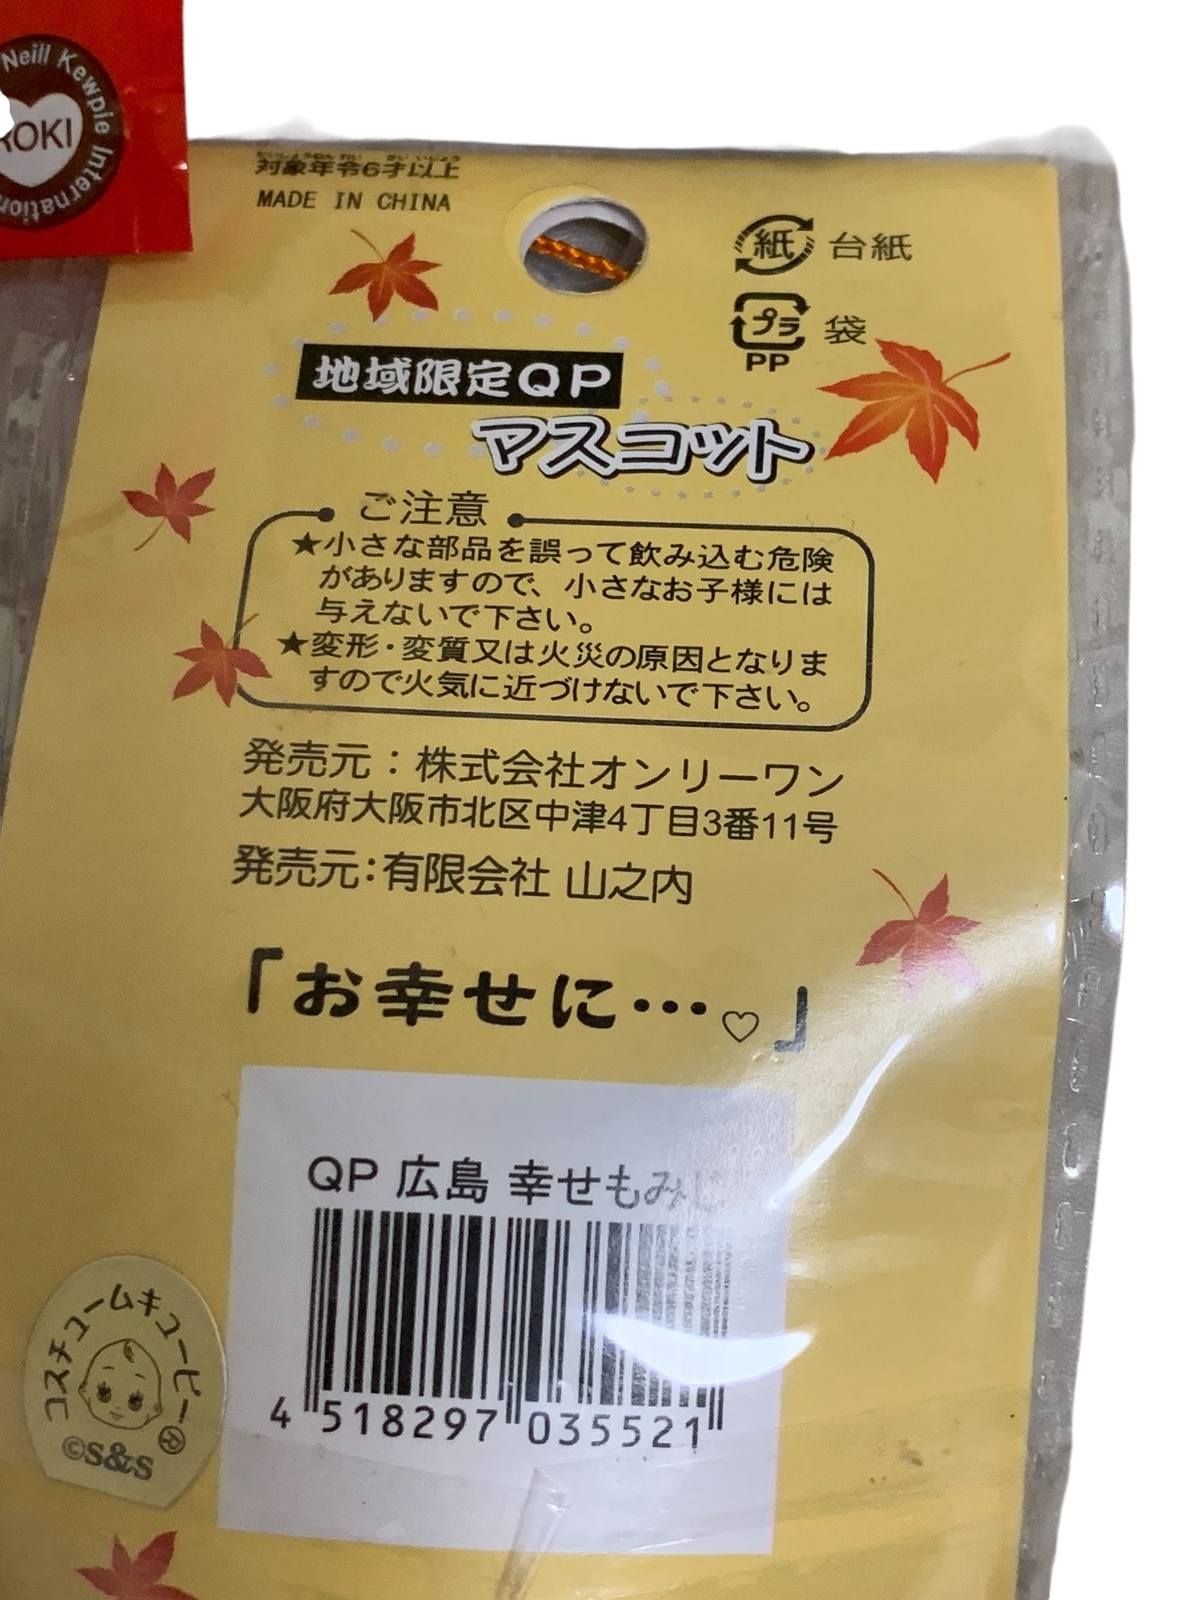 Neill Kewpie International
ROKI
対象年令6才以上
MADE IN CHINA
紙 台紙
プラ 袋
PP
地域限定QP
マスコット
ご注意
★小さな部品を誤って飲み込む危険
がありますので、小さなお子様には
与えないで下さい。
★変形・変質又は火災の原因となりま
すので火気に近づけないで下さい。
発売元：株式会社オンリーワン
大阪府大阪市北区中津4丁目3番11号
発売元:有限会社 山之内
「お幸せに…♡」
QP 広島 幸せもみじ
4 518297 035521
コスチュームキューピー®
©S&S